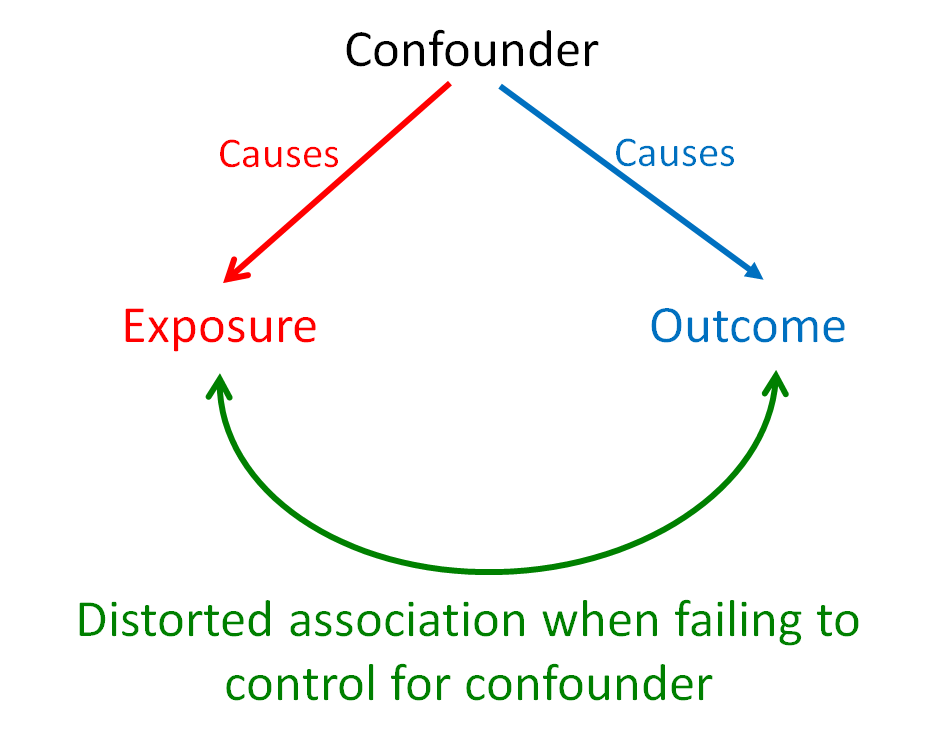 Confounder
Causes
Causes
Exposure
Outcome
Distorted association when failing to
control for confounder